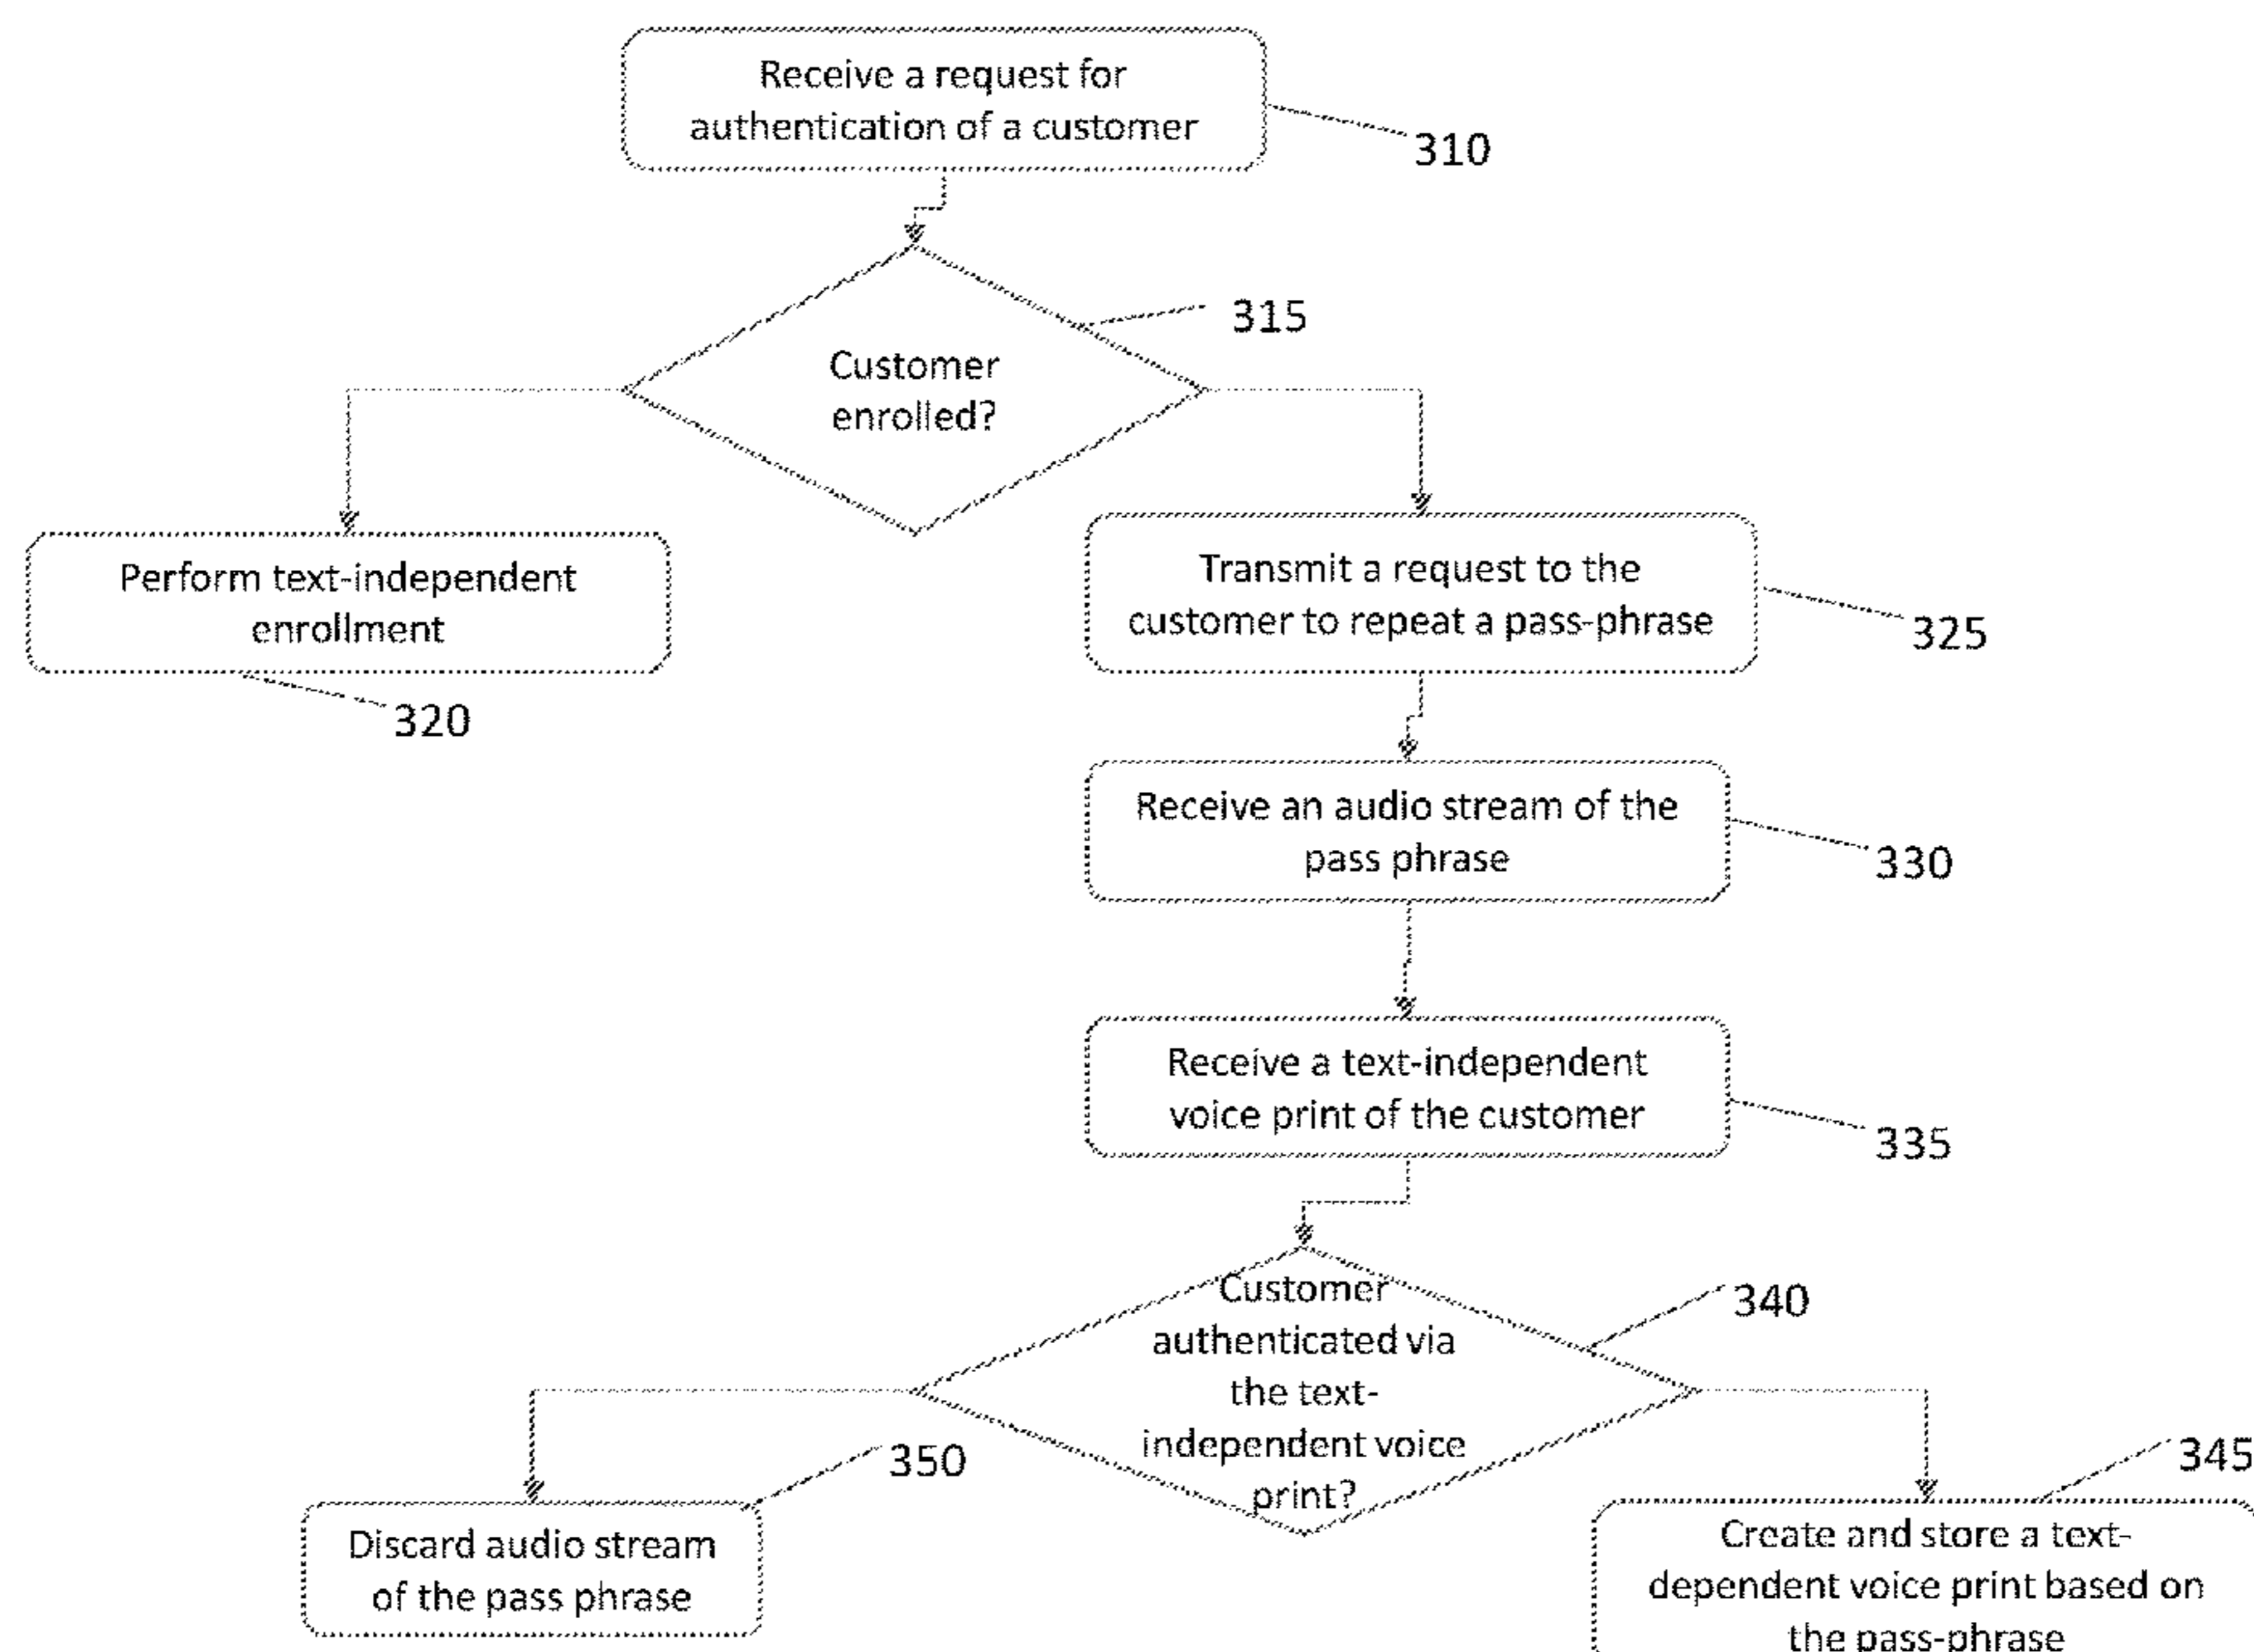 Receive a request for
authentication of a customer
310
315
Customer
enrolled?
Perform text-independent
enrollment
320
Transmit a request to the
customer to repeat a pass-phrase
325
Receive an audio stream of the
pass phrase
330
Receive a text-independent
voice print of the customer
335
Customer
authenticated via
the text-
independent voice
print?
340
350
Discard audio stream
of the pass phrase
345
Create and store a text-
dependent voice print based on
the pass-phrase